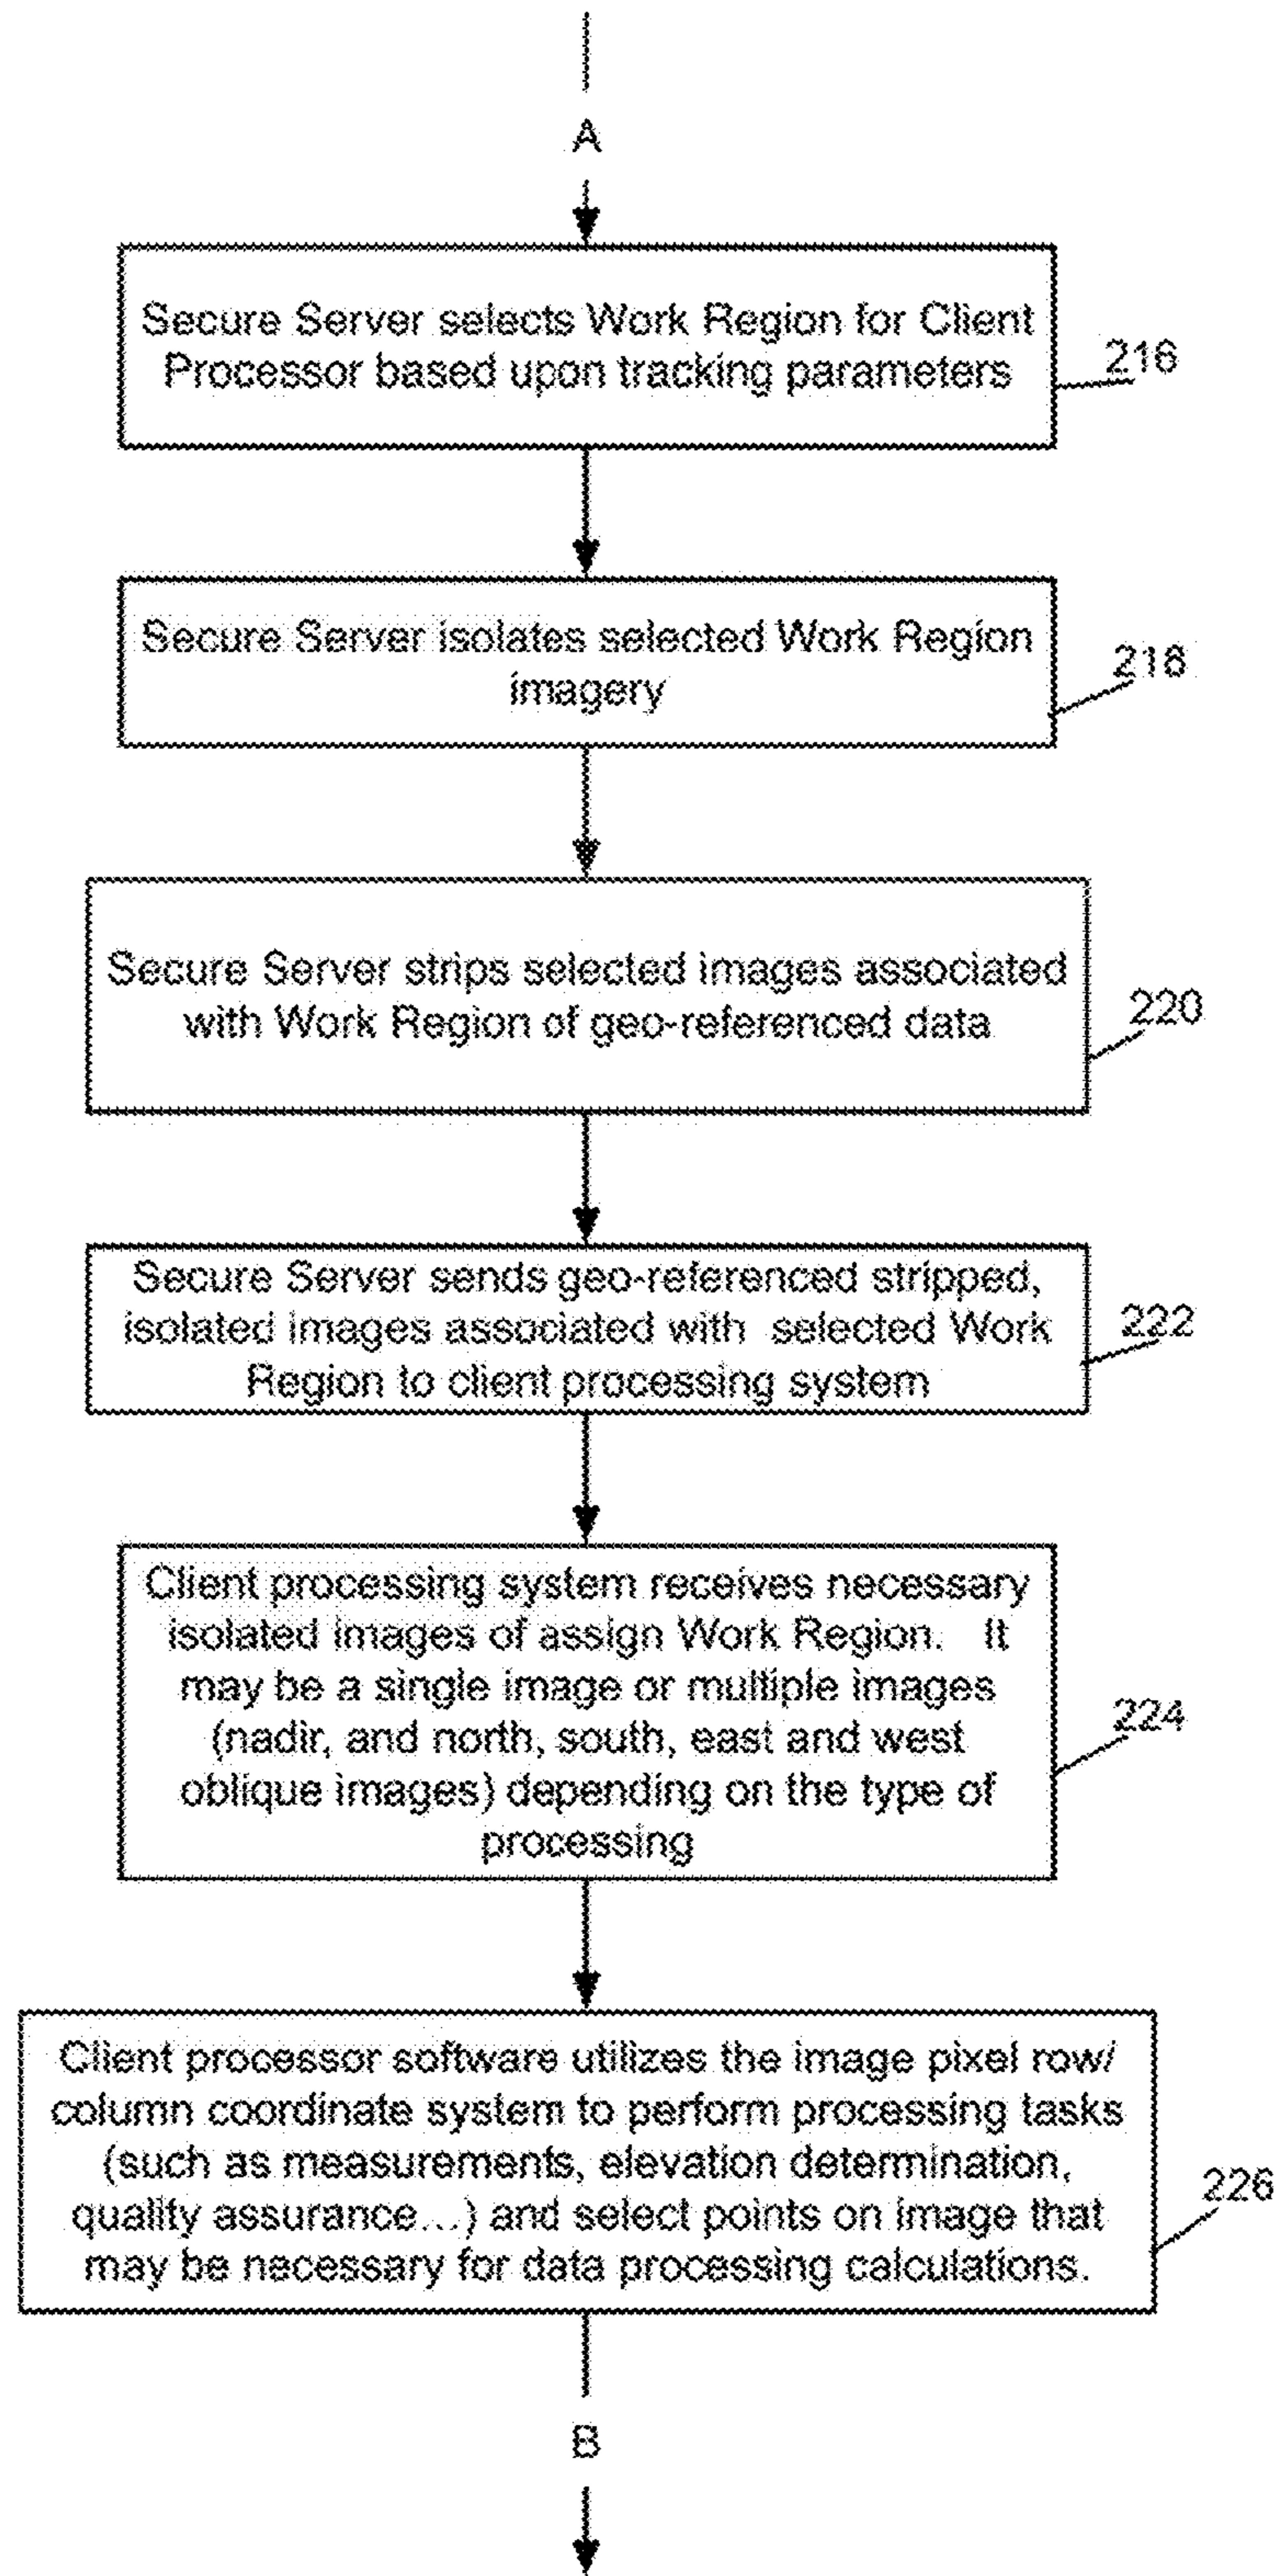 A
Secure Server selects Work Region for Client
Processor based upon tracking parameters
216
Secure Server isolates selected Work Region
imagery
218
Secure Server strips selected images associated
with Work Region of geo-referenced data
220
Secure Server sends geo-referenced stripped,
isolated images associated with selected Work
Region to client processing system
222
Client processing system receives necessary
isolated images of assign Work Region. It
may be a single image or multiple images
(nadir, and north, south, east and west
oblique images) depending on the type of
processing
224
Client processor software utilizes the image pixel row/
column coordinate system to perform processing tasks
(such as measurements, elevation determination,
quality assurance...) and select points on image that
may be necessary for data processing calculations.
226
B